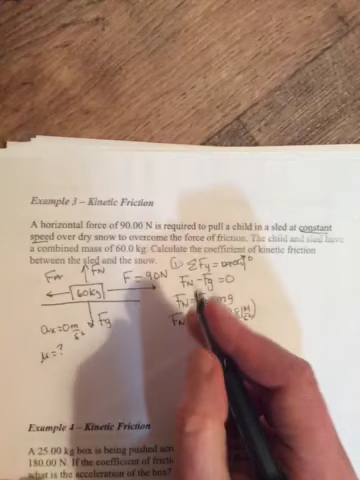 Example 3 – Kinetic Friction
A horizontal force of 90.00 N is required to pull a child in a sled at constant
speed over dry snow to overcome the force of friction. The child and sled have
a combined mass of 60.0 kg. Calculate the coefficient of kinetic friction
between the sled and the snow.
① ΣFy =
FN F = 90N
60kg
FN - Fg = 0
FN = mg
Fg
FN
ax = 0 m/s²
μ = ?
Example 4 – Kinetic Friction
A 25.00 kg box is being pushed
180.00 N. If the coefficient of
what is the acceleration of the box?